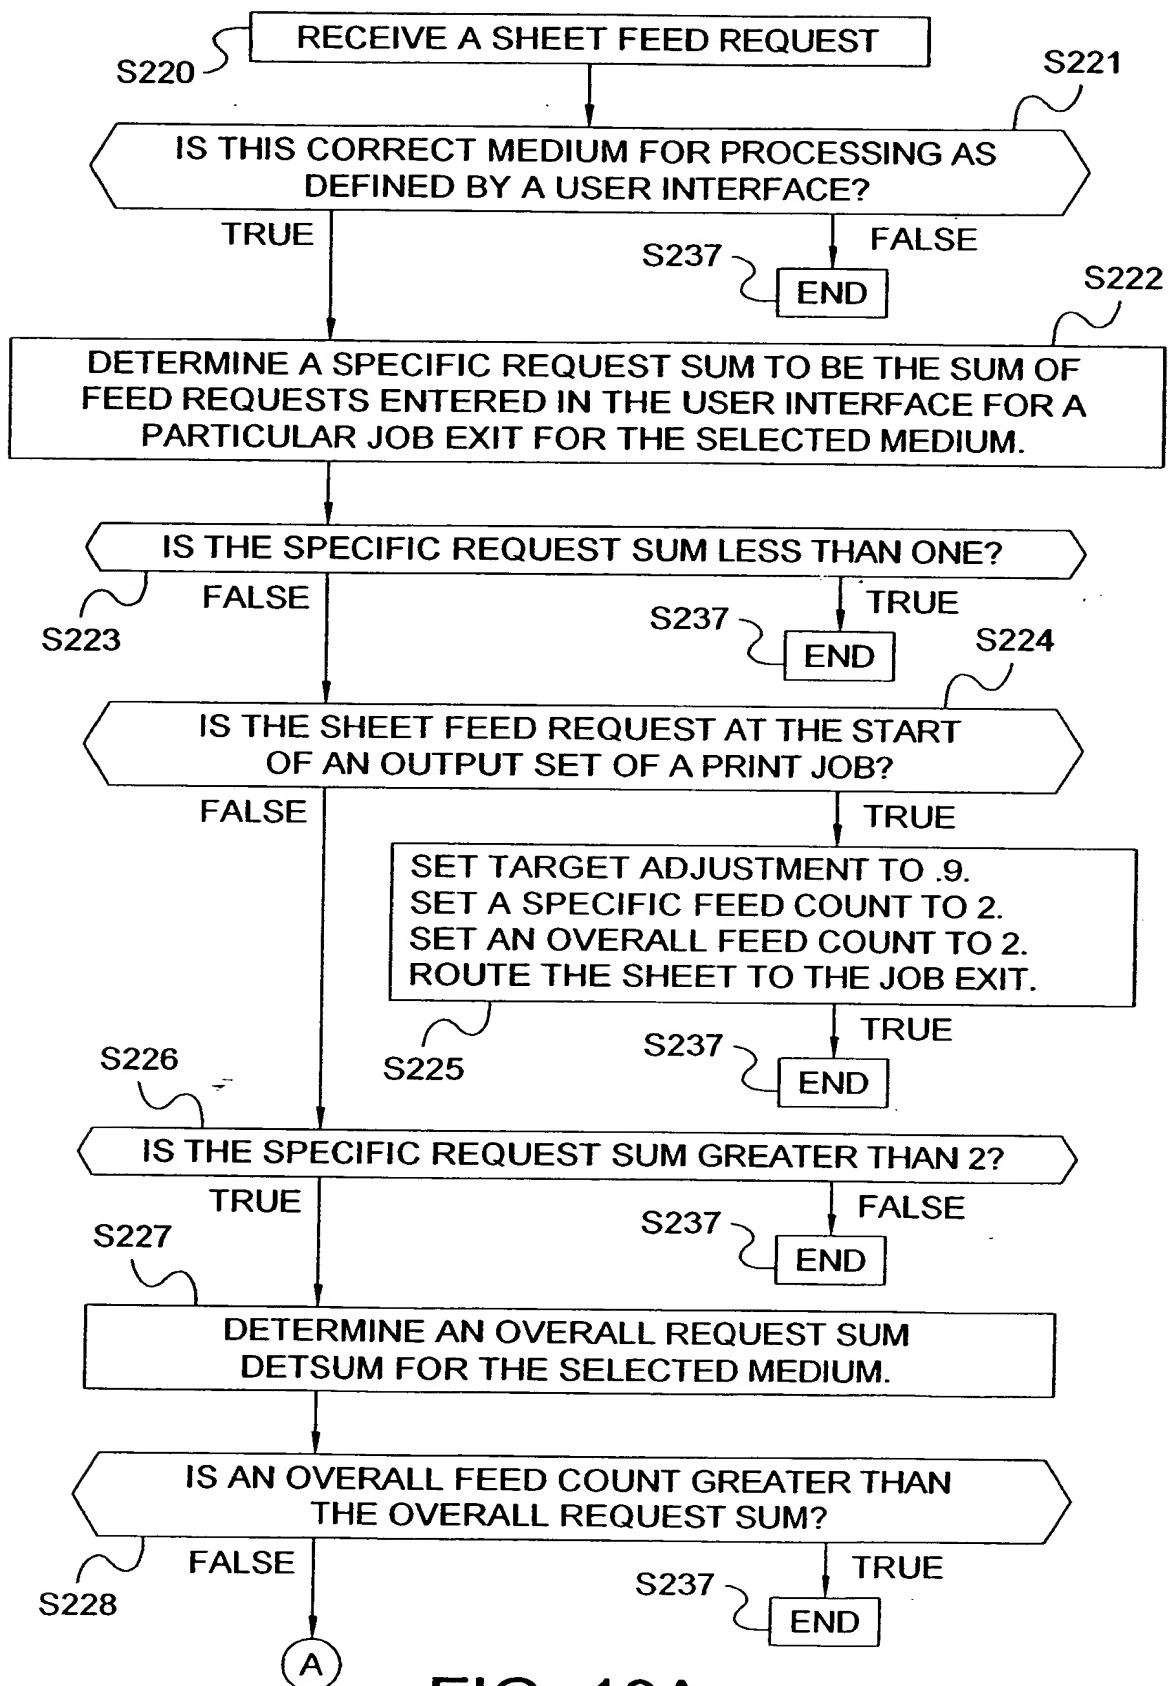 RECEIVE A SHEET FEED REQUEST
S220
S221
IS THIS CORRECT MEDIUM FOR PROCESSING AS
DEFINED BY A USER INTERFACE?
TRUE
FALSE
S237
END
S222
DETERMINE A SPECIFIC REQUEST SUM TO BE THE SUM OF
FEED REQUESTS ENTERED IN THE USER INTERFACE FOR A
PARTICULAR JOB EXIT FOR THE SELECTED MEDIUM.
IS THE SPECIFIC REQUEST SUM LESS THAN ONE?
S223
FALSE
TRUE
S237
END
S224
IS THE SHEET FEED REQUEST AT THE START
OF AN OUTPUT SET OF A PRINT JOB?
FALSE
TRUE
SET TARGET ADJUSTMENT TO .9.
SET A SPECIFIC FEED COUNT TO 2.
SET AN OVERALL FEED COUNT TO 2.
ROUTE THE SHEET TO THE JOB EXIT.
S225
TRUE
S237
END
S226
IS THE SPECIFIC REQUEST SUM GREATER THAN 2?
TRUE
FALSE
S237
END
S227
DETERMINE AN OVERALL REQUEST SUM
DETSUM FOR THE SELECTED MEDIUM.
IS AN OVERALL FEED COUNT GREATER THAN
THE OVERALL REQUEST SUM?
S228
FALSE
TRUE
S237
END
A